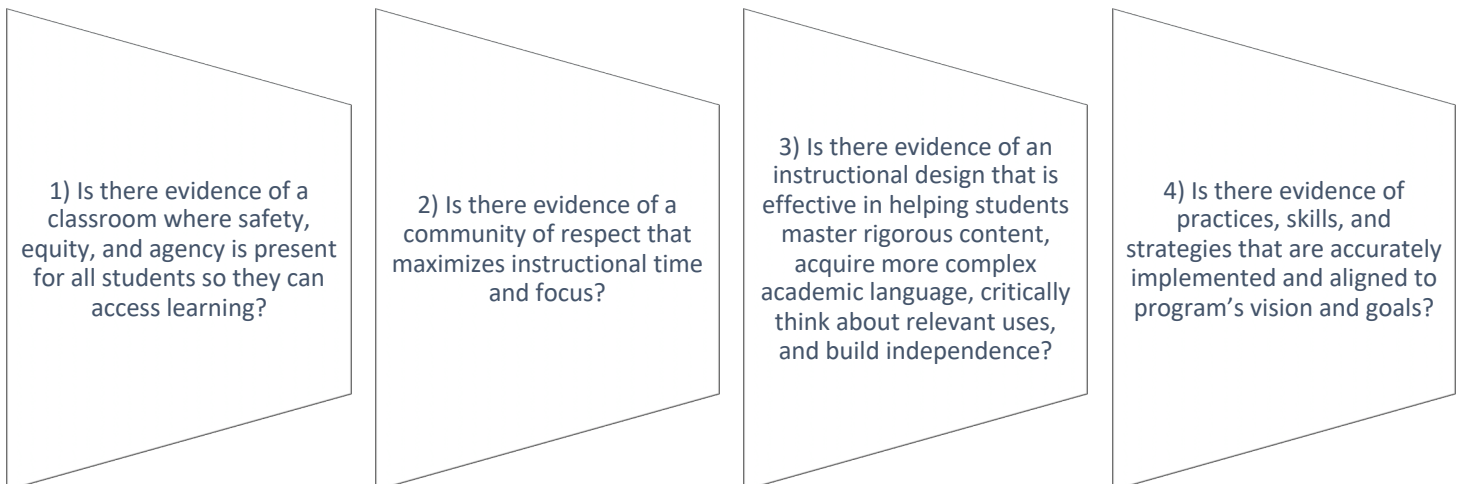 1) Is there evidence of a
classroom where safety,
equity, and agency is present
for all students so they can
access learning?
2) Is there evidence of a
community of respect that
maximizes instructional time
and focus?
3) Is there evidence of an
instructional design that is
effective in helping students
master rigorous content,
acquire more complex
academic language, critically
think about relevant uses,
and build independence?
4) Is there evidence of
practices, skills, and
strategies that are accurately
implemented and aligned to
program’s vision and goals?